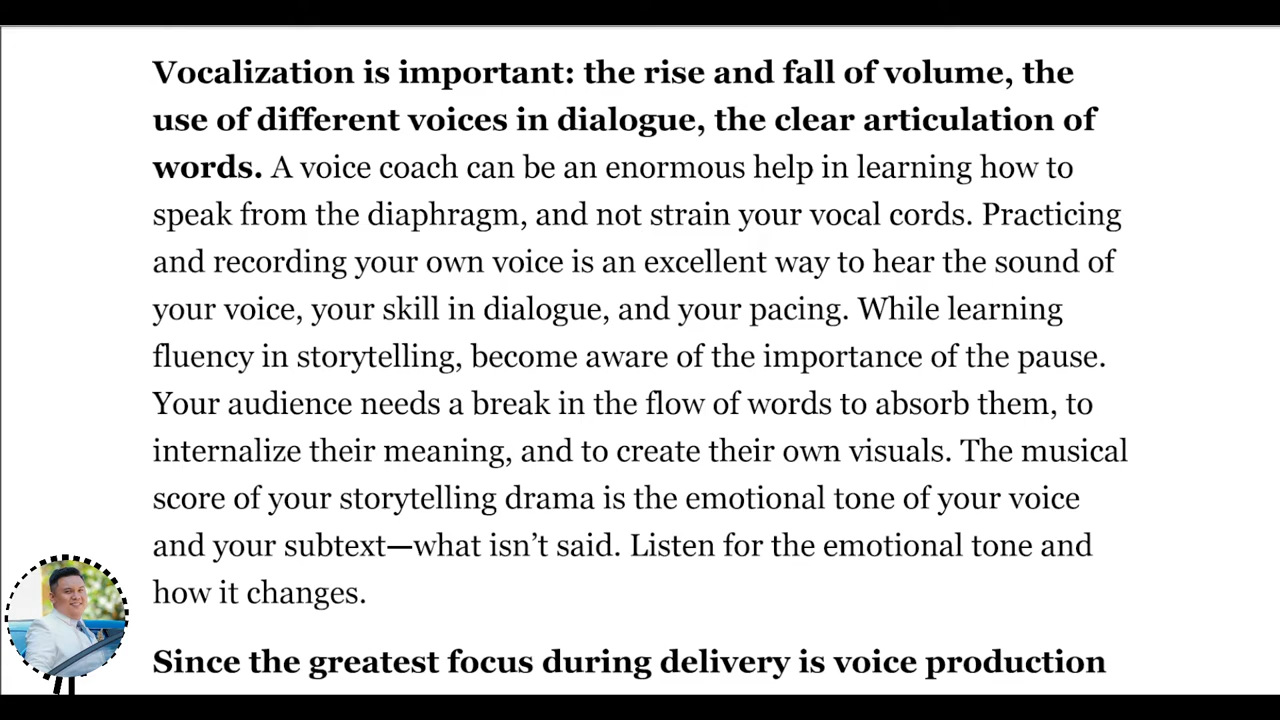 Vocalization is important: the rise and fall of volume, the
use of different voices in dialogue, the clear articulation of
words. A voice coach can be an enormous help in learning how to
speak from the diaphragm, and not strain your vocal cords. Practicing
and recording your own voice is an excellent way to hear the sound of
your voice, your skill in dialogue, and your pacing. While learning
fluency in storytelling, become aware of the importance of the pause.
Your audience needs a break in the flow of words to absorb them, to
internalize their meaning, and to create their own visuals. The musical
score of your storytelling drama is the emotional tone of your voice
and your subtext—what isn’t said. Listen for the emotional tone and
how it changes.
Since the greatest focus during delivery is voice production